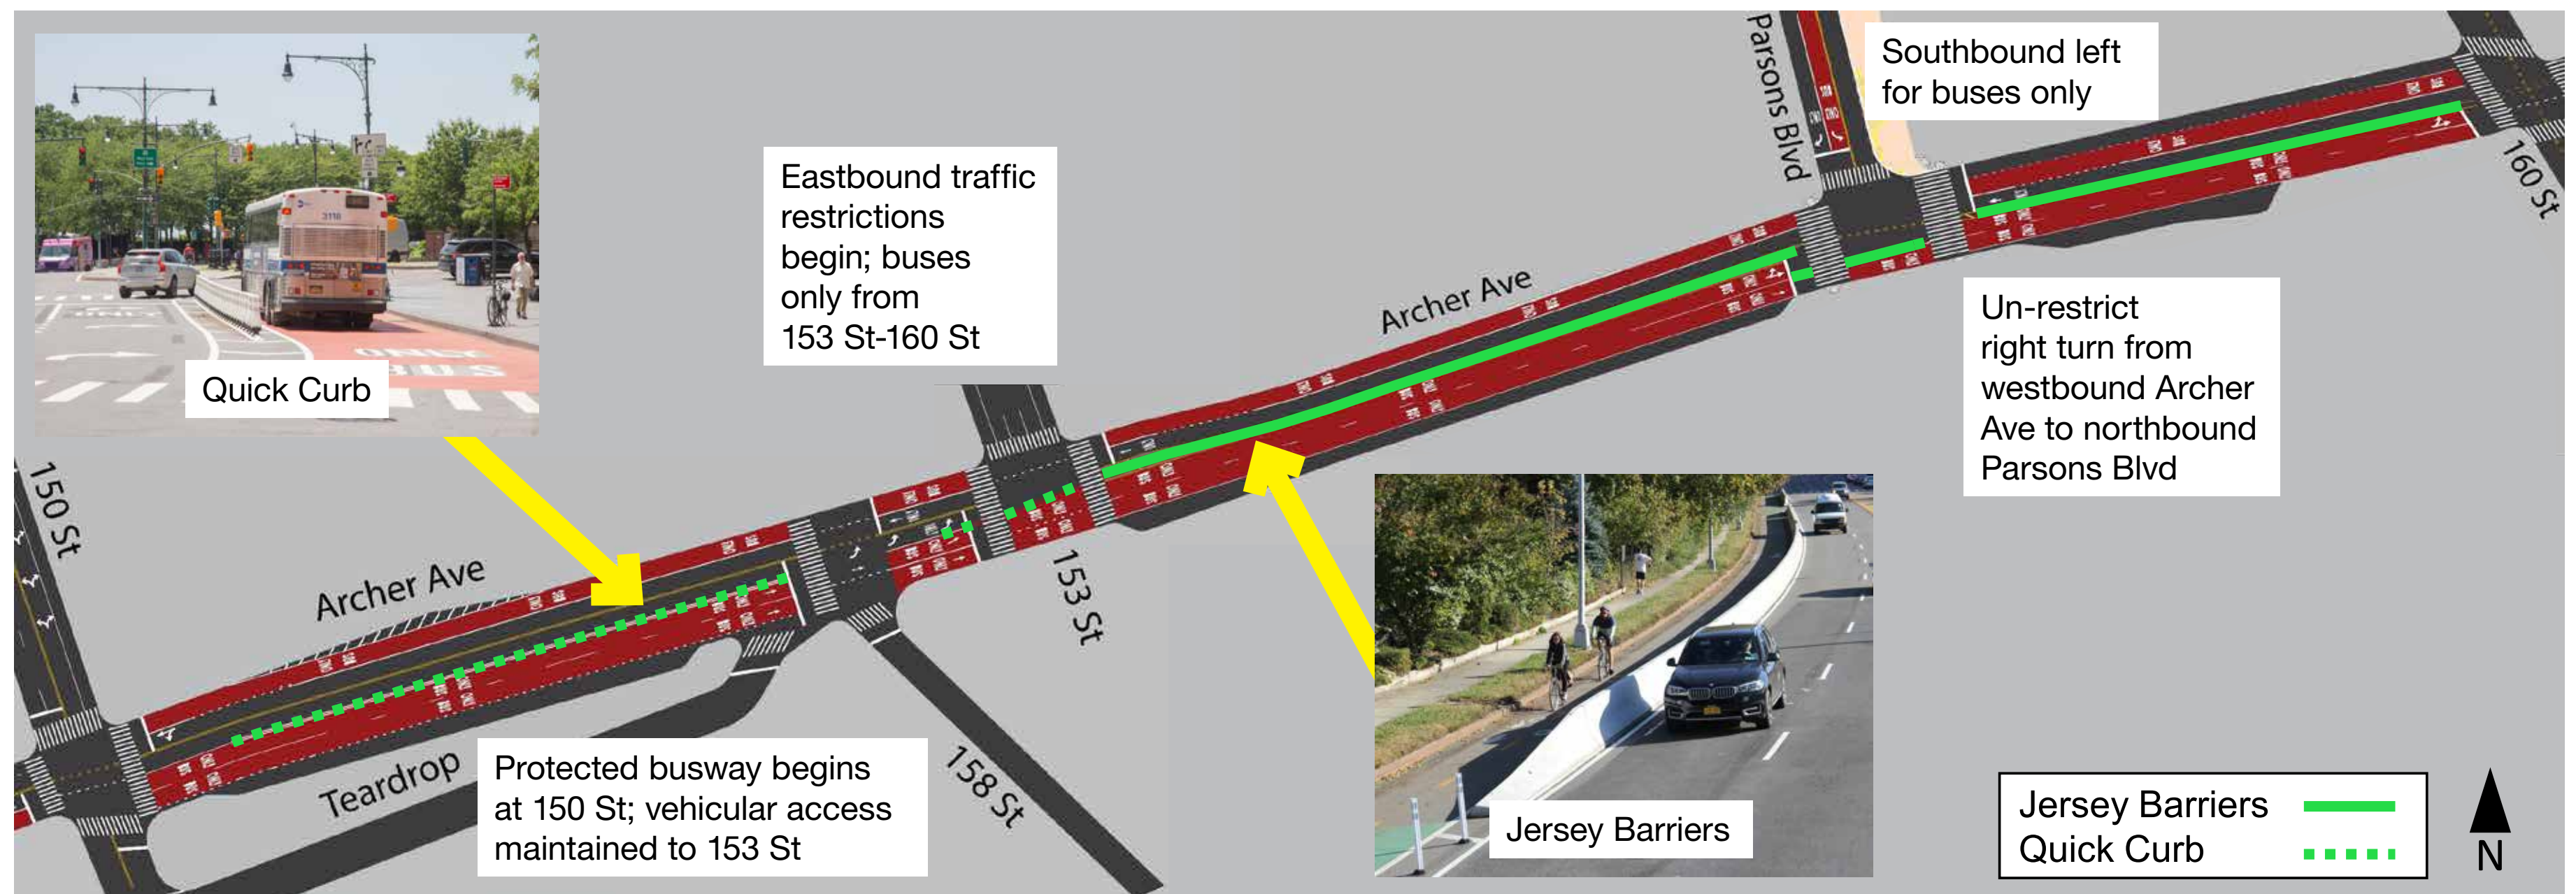 Quick Curb
3116
ONLY
BUS
Eastbound traffic
restrictions
begin; buses
only from
153 St-160 St
Parsons Blvd
Southbound left
for buses only
160 St
Archer Ave
Un-restrict
right turn from
westbound Archer
Ave to northbound
Parsons Blvd
150 St
Archer Ave
153 St
Teardrop
Protected busway begins
at 150 St; vehicular access
maintained to 153 St
158 St
Jersey Barriers
Jersey Barriers
Quick Curb
N